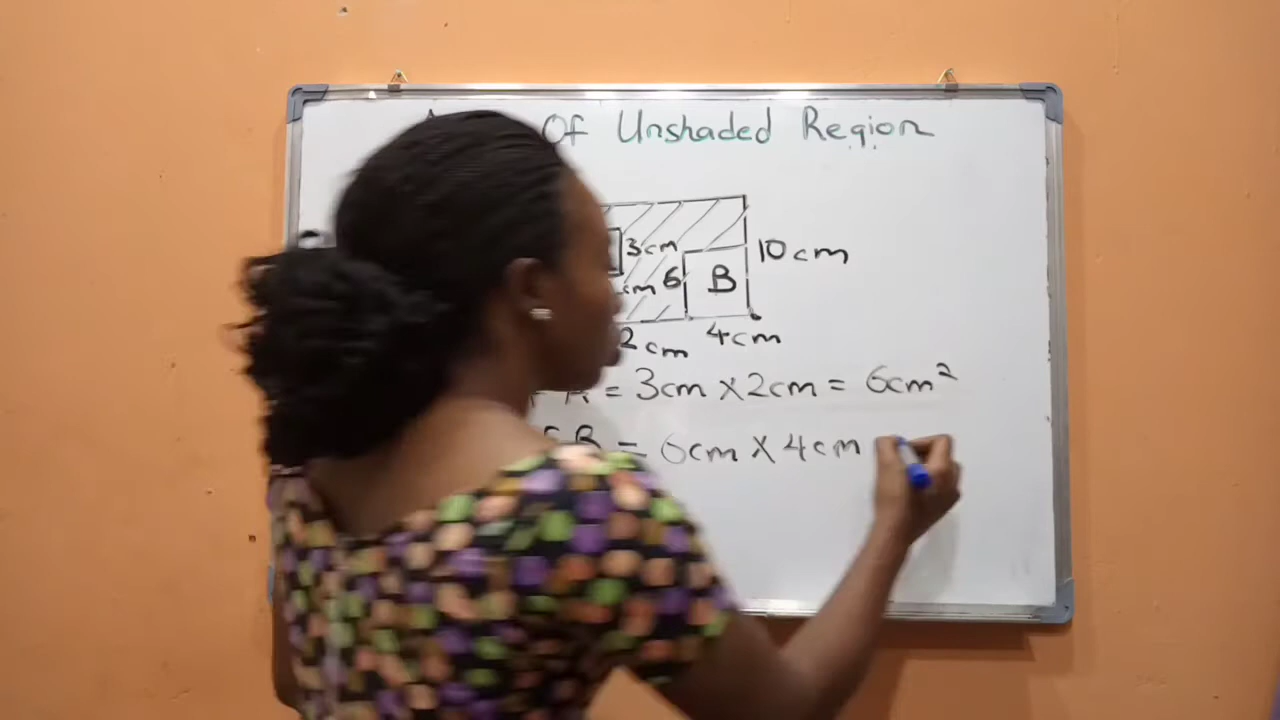 Of Unshaded Region
3cm
10cm
cm 6 B
2cm 4cm
= 3cm X 2cm = 6cm²
B = 6cm X 4cm